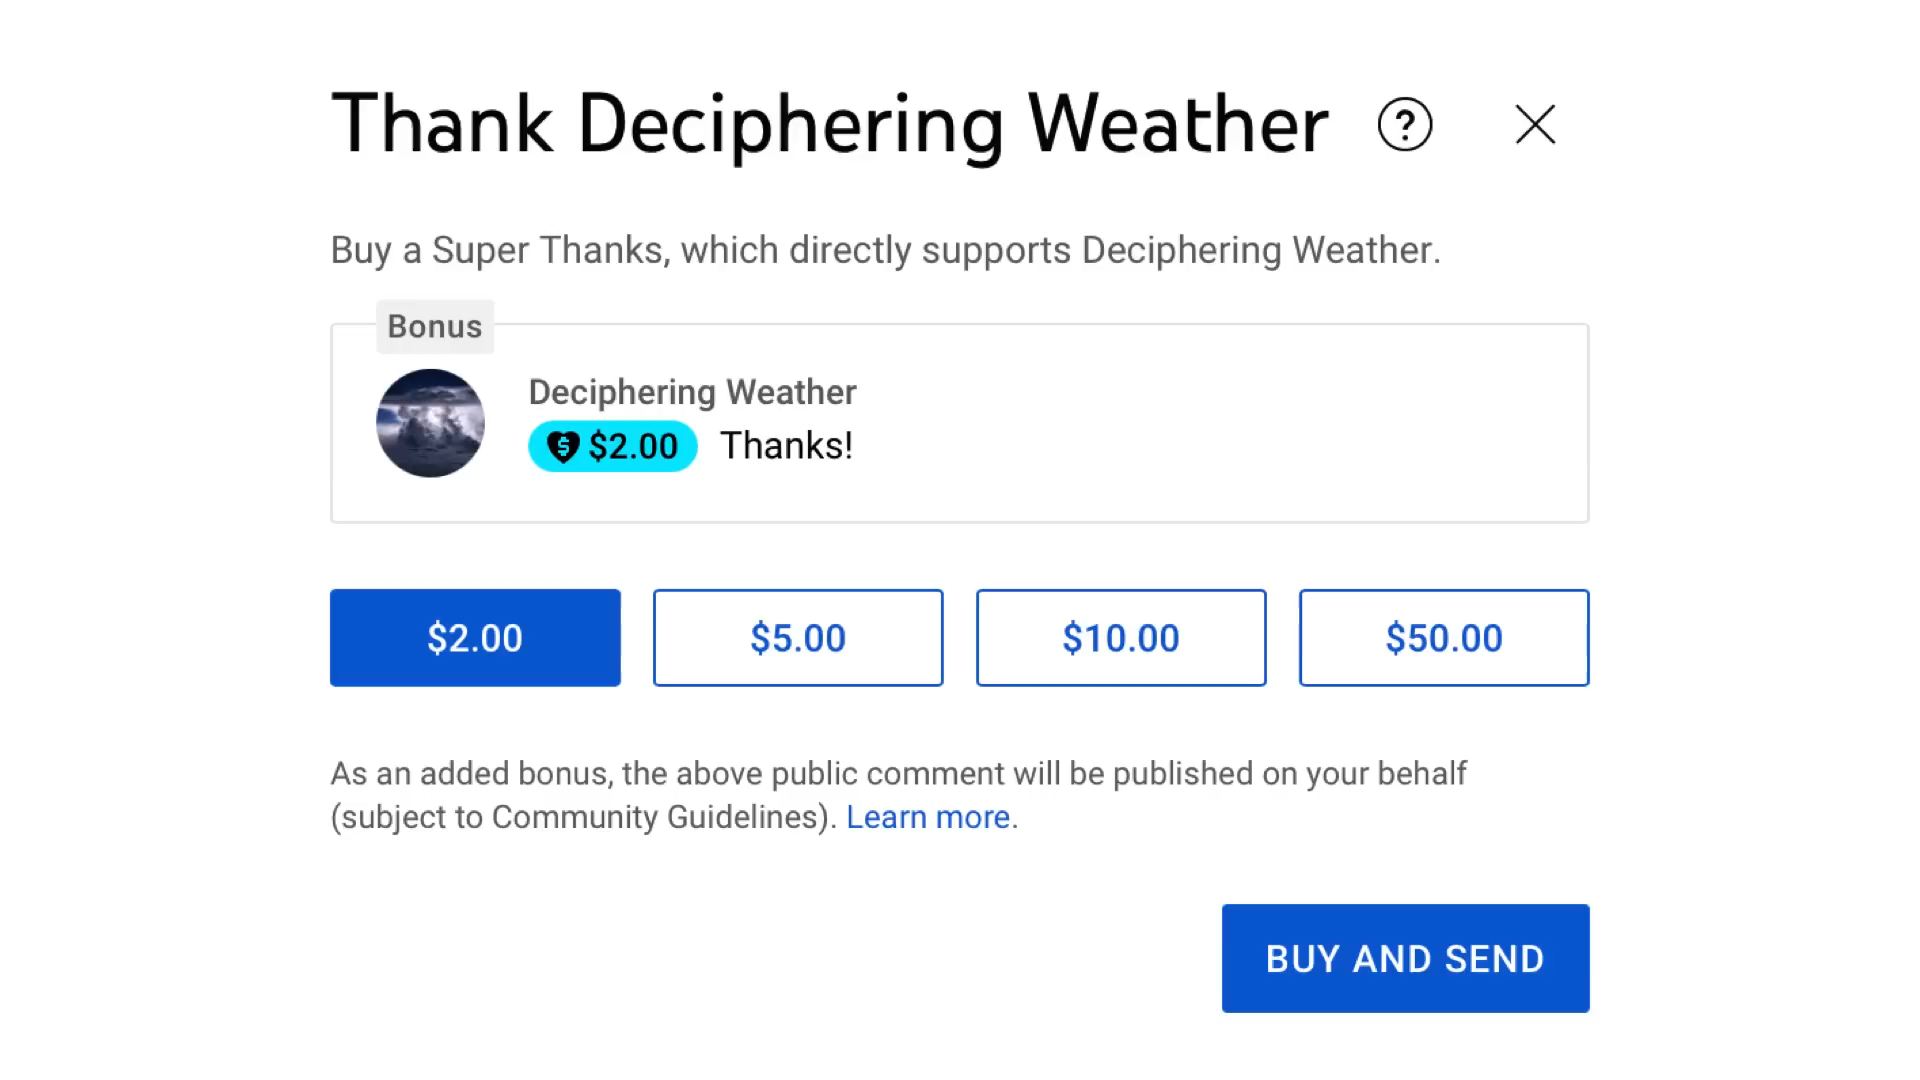 Thank Deciphering Weather ?
Buy a Super Thanks, which directly supports Deciphering Weather.
Bonus
Deciphering Weather
$ $2.00 Thanks!
$2.00 $5.00 $10.00 $50.00
As an added bonus, the above public comment will be published on your behalf
(subject to Community Guidelines). Learn more.
BUY AND SEND